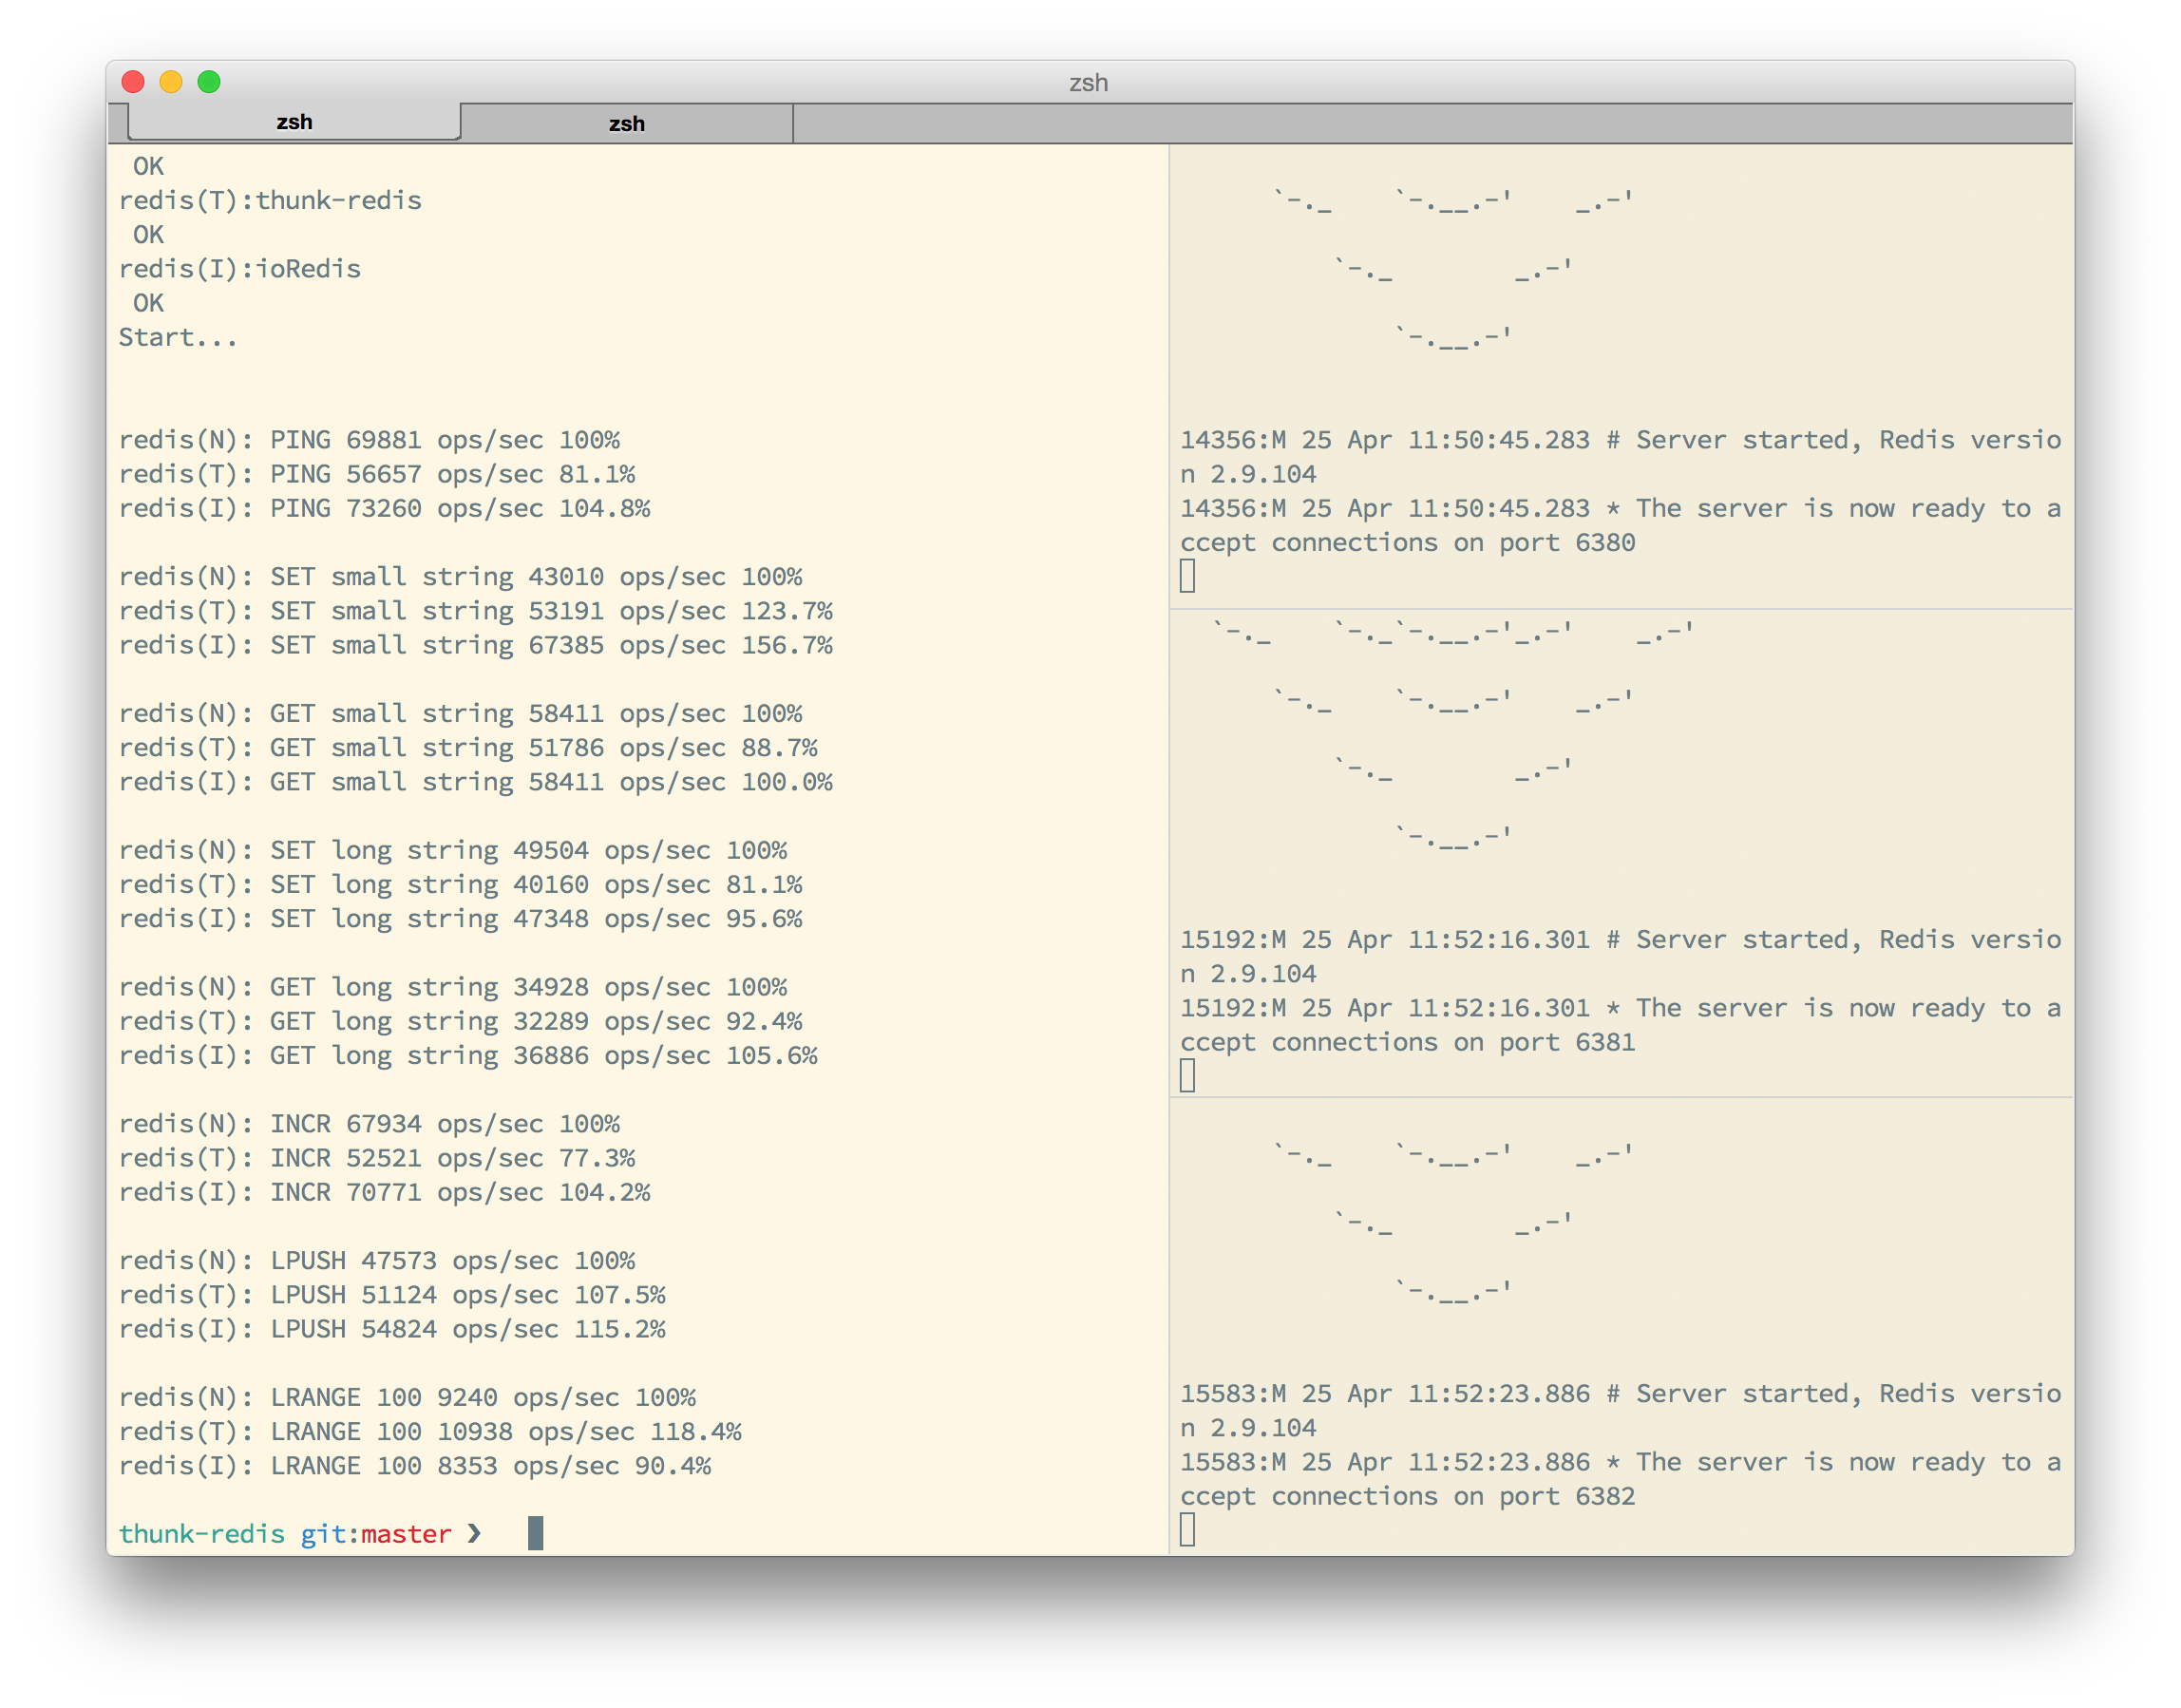 zsh
zsh
zsh
OK
redis(T):thunk-redis
OK
redis(I):ioRedis
OK
Start...
redis(N): PING 69881 ops/sec 100%
redis(T): PING 56657 ops/sec 81.1%
redis(I): PING 73260 ops/sec 104.8%
redis(N): SET small string 43010 ops/sec 100%
redis(T): SET small string 53191 ops/sec 123.7%
redis(I): SET small string 67385 ops/sec 156.7%
redis(N): GET small string 58411 ops/sec 100%
redis(T): GET small string 51786 ops/sec 88.7%
redis(I): GET small string 58411 ops/sec 100.0%
redis(N): SET long string 49504 ops/sec 100%
redis(T): SET long string 40160 ops/sec 81.1%
redis(I): SET long string 47348 ops/sec 95.6%
redis(N): GET long string 34928 ops/sec 100%
redis(T): GET long string 32289 ops/sec 92.4%
redis(I): GET long string 36886 ops/sec 105.6%
redis(N): INCR 67934 ops/sec 100%
redis(T): INCR 52521 ops/sec 77.3%
redis(I): INCR 70771 ops/sec 104.2%
redis(N): LPUSH 47573 ops/sec 100%
redis(T): LPUSH 51124 ops/sec 107.5%
redis(I): LPUSH 54824 ops/sec 115.2%
redis(N): LRANGE 100 9240 ops/sec 100%
redis(T): LRANGE 100 10938 ops/sec 118.4%
redis(I): LRANGE 100 8353 ops/sec 90.4%
thunk-redis git:master ❯
`-._    `-.__.-'    _.-'
`-._        _.-'
`-.__.-'
14356:M 25 Apr 11:50:45.283 # Server started, Redis versio
n 2.9.104
14356:M 25 Apr 11:50:45.283 * The server is now ready to a
ccept connections on port 6380
`-._    `-._`-.__.-'_.-'    _.-'
`-._    `-.__.-'    _.-'
`-._        _.-'
`-.__.-'
15192:M 25 Apr 11:52:16.301 # Server started, Redis versio
n 2.9.104
15192:M 25 Apr 11:52:16.301 * The server is now ready to a
ccept connections on port 6381
`-._    `-.__.-'    _.-'
`-._        _.-'
`-.__.-'
15583:M 25 Apr 11:52:23.886 # Server started, Redis versio
n 2.9.104
15583:M 25 Apr 11:52:23.886 * The server is now ready to a
ccept connections on port 6382